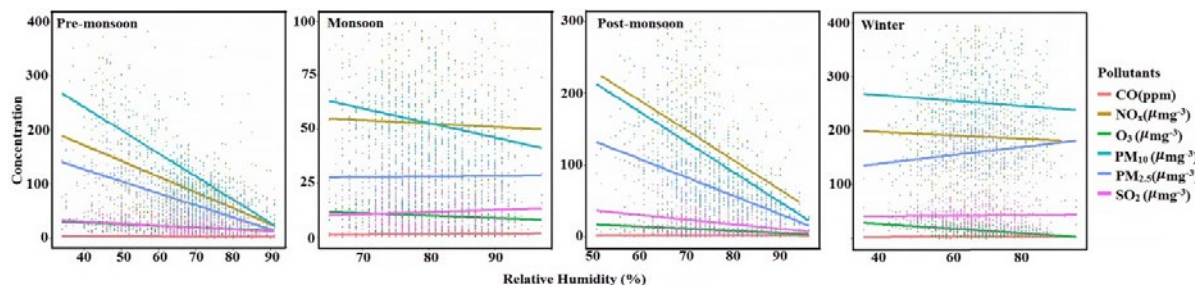 Pre-monsoon
Monsoon
Post-monsoon
Winter
Concentration
400
300
200
100
0
40 50 60 70 80 90
100
75
50
25
0
70 80 90
300
200
100
0
50 60 70 80 90
400
300
200
100
40 60 80
Relative Humidity (%)
Pollutants
CO(ppm)
NOₓ(μmg⁻³)
O₃ (μmg⁻³)
PM₁₀ (μmg⁻³)
PM₂.₅(μmg⁻³)
SO₂ (μmg⁻³)